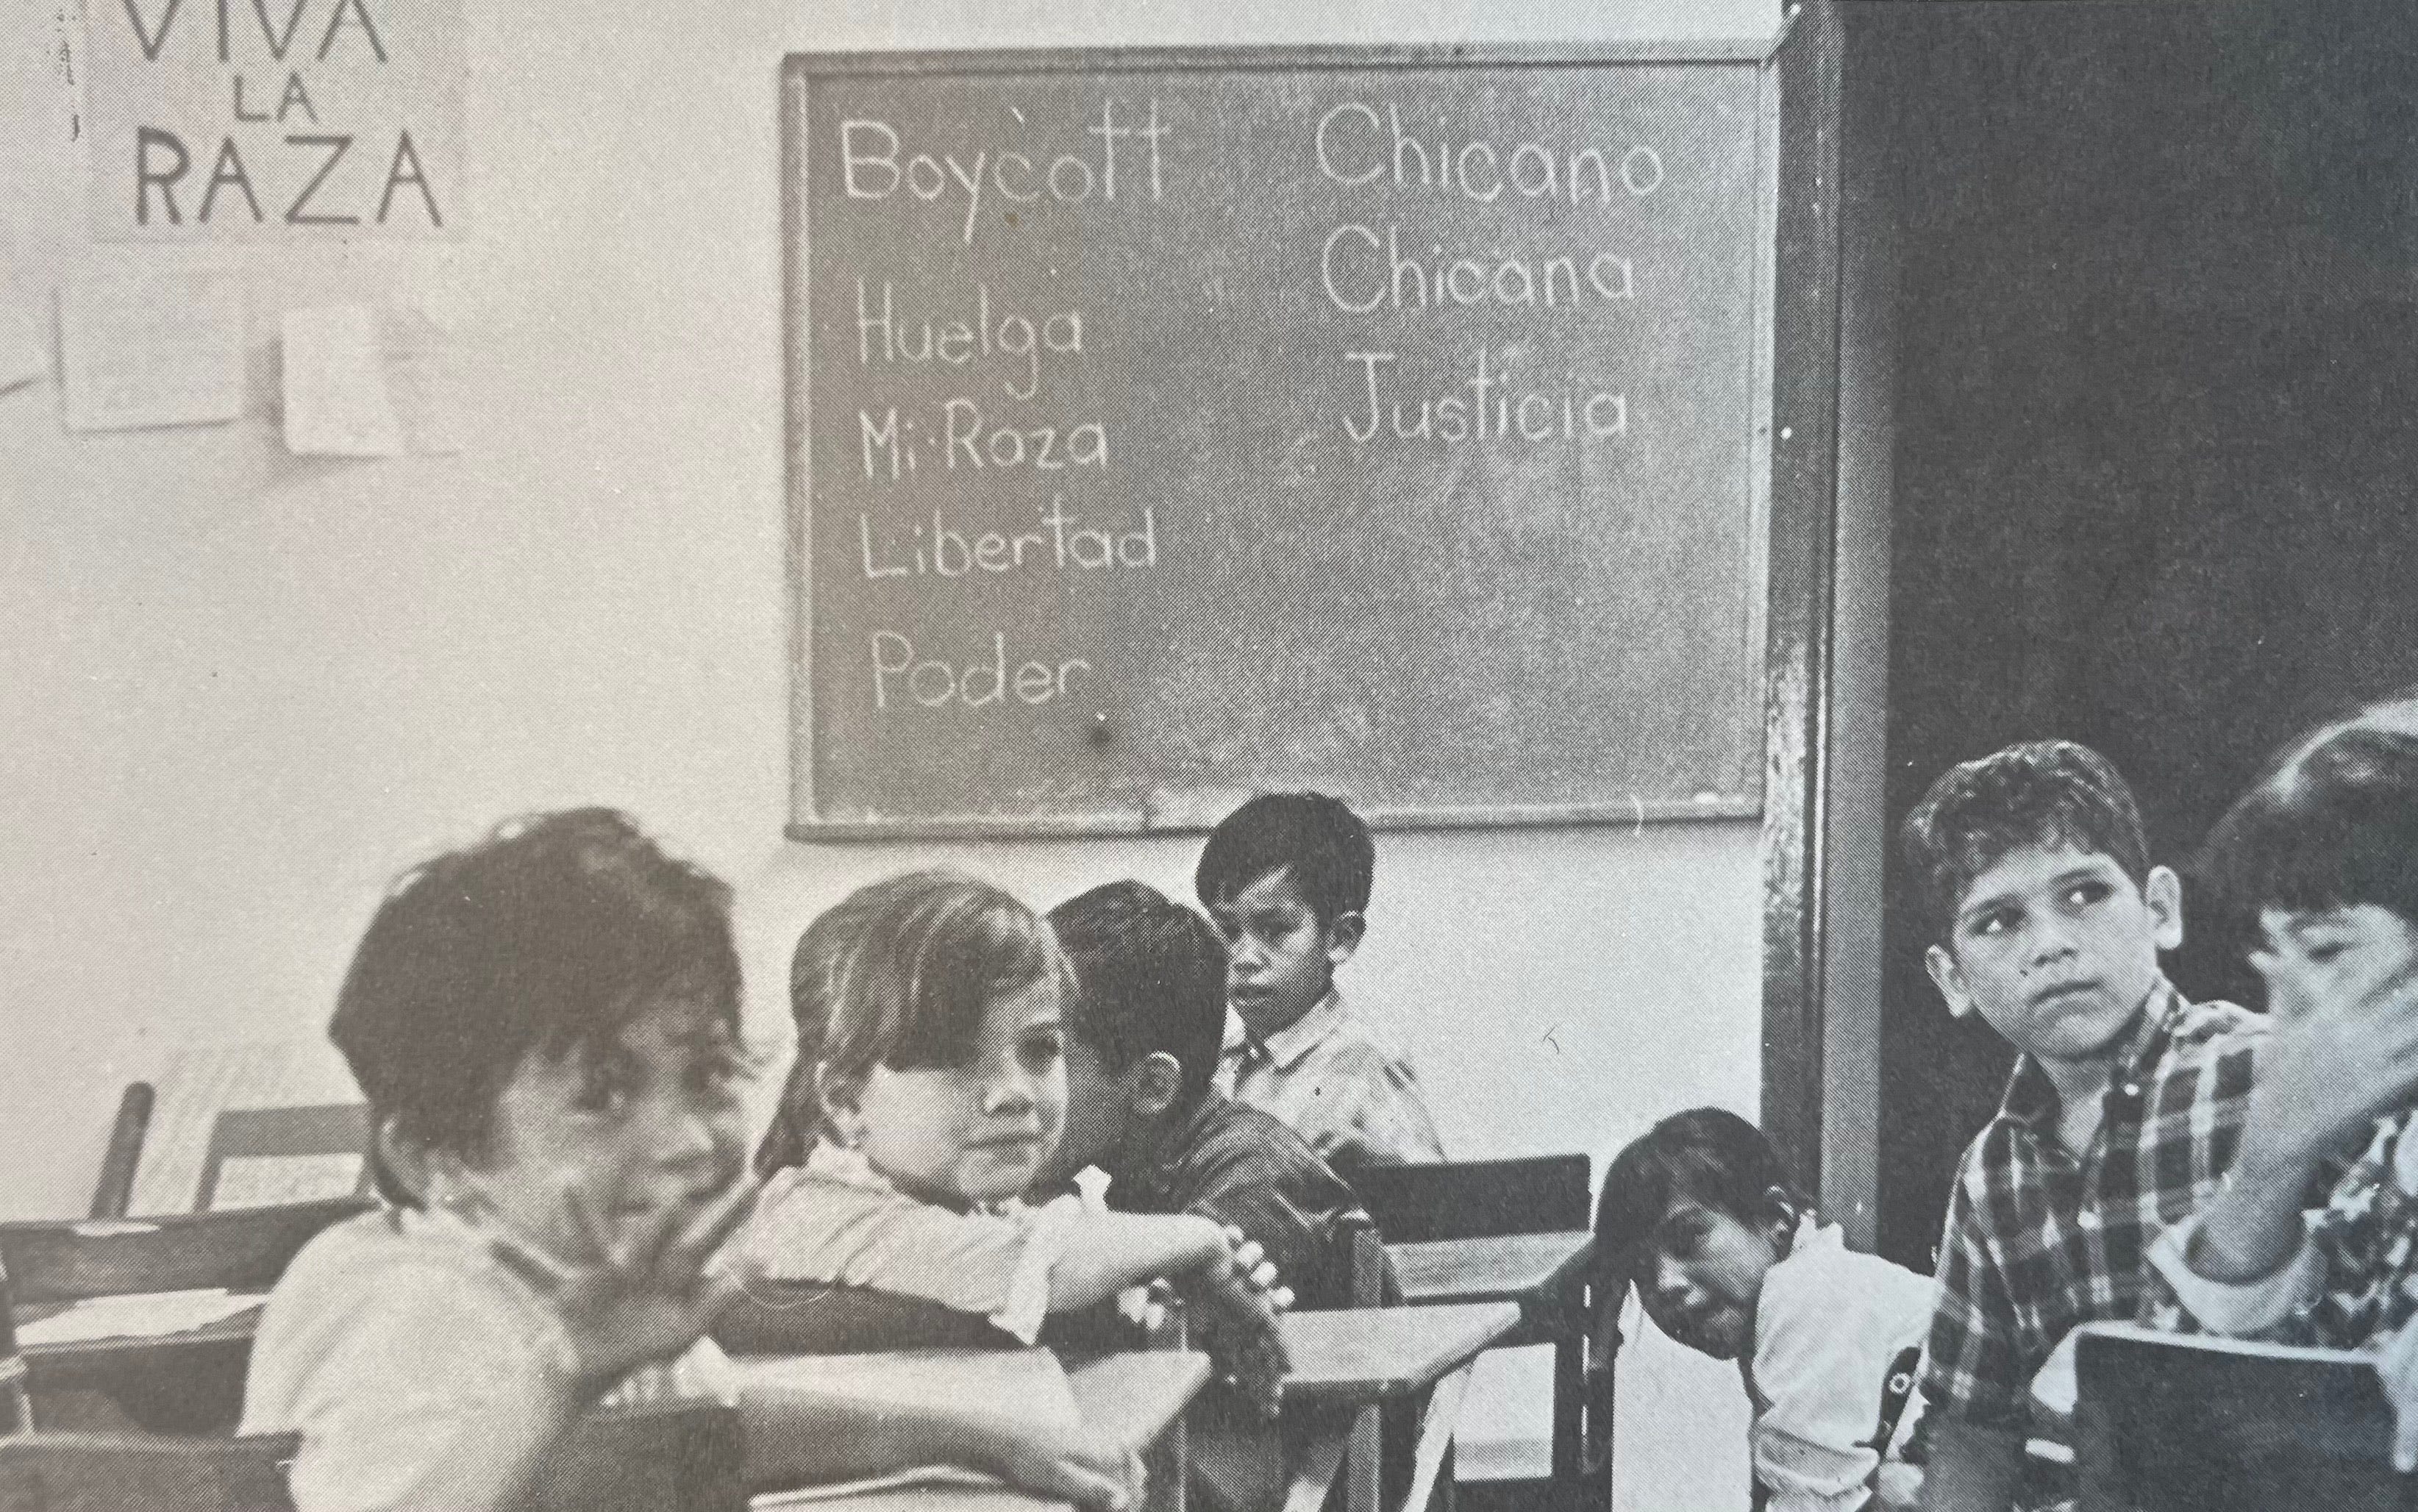 VIVA
LA
RAZA
Boycott
Huelga
Mi Raza
Libertad
Poder
Chicano
Chicana
Justicia